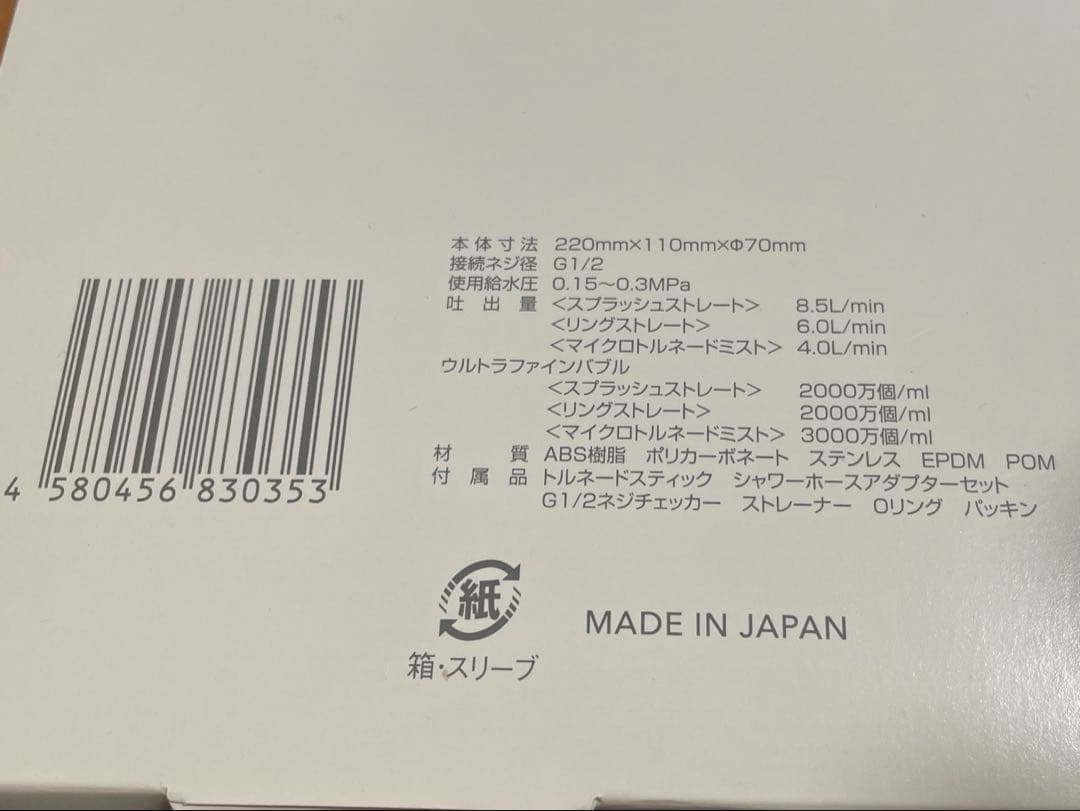 本体寸法 220mm×110mm×Φ70mm
接続ネジ径 G1/2
使用給水圧 0.15〜0.3MPa
吐出量 <スプラッシュストレート> 8.5L/min
<リングストレート> 6.0L/min
<マイクロトルネードミスト> 4.0L/min
ウルトラファインバブル
<スプラッシュストレート> 2000万個/ml
<リングストレート> 2000万個/ml
<マイクロトルネードミスト> 3000万個/ml
材質 ABS樹脂 ポリカーボネート ステンレス EPDM POM
付属品 トルネードスティック シャワーホースアダプターセット
G1/2ネジチェッカー ストレーナー Oリング パッキン
4 580456 830353
紙
箱・スリーブ
MADE IN JAPAN